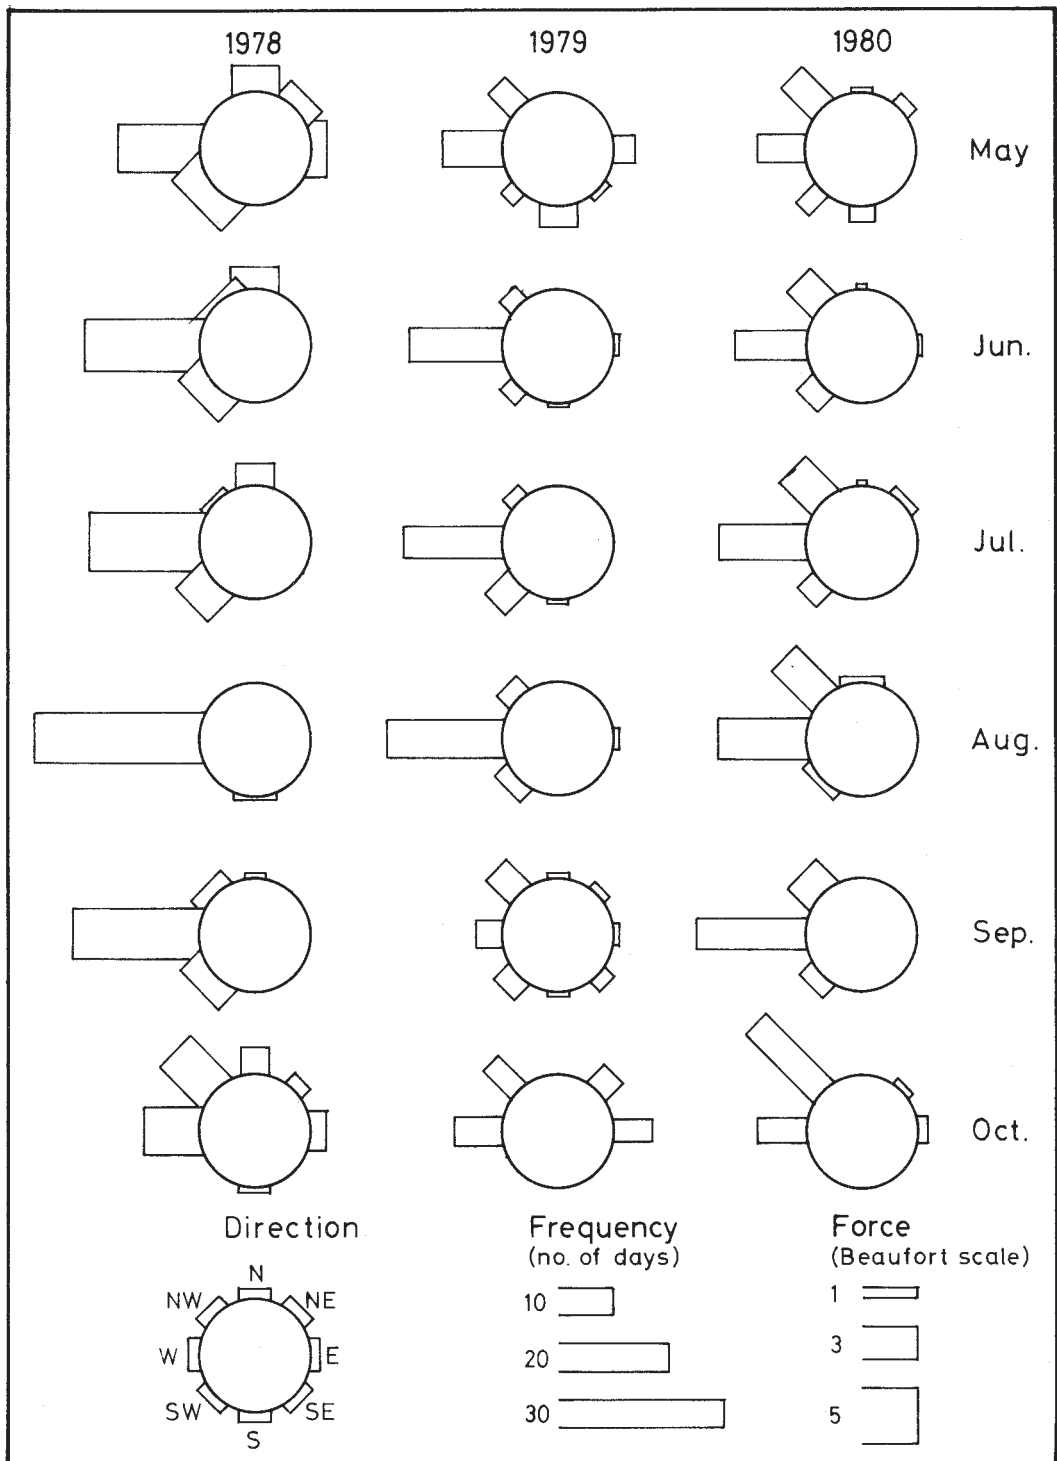 1978 1979 1980
May
Jun.
Jul.
Aug.
Sep.
Oct.
Direction
N
NW NE
W E
SW SE
S
Frequency
(no. of days)
10
20
30
Force
(Beaufort scale)
1
3
5